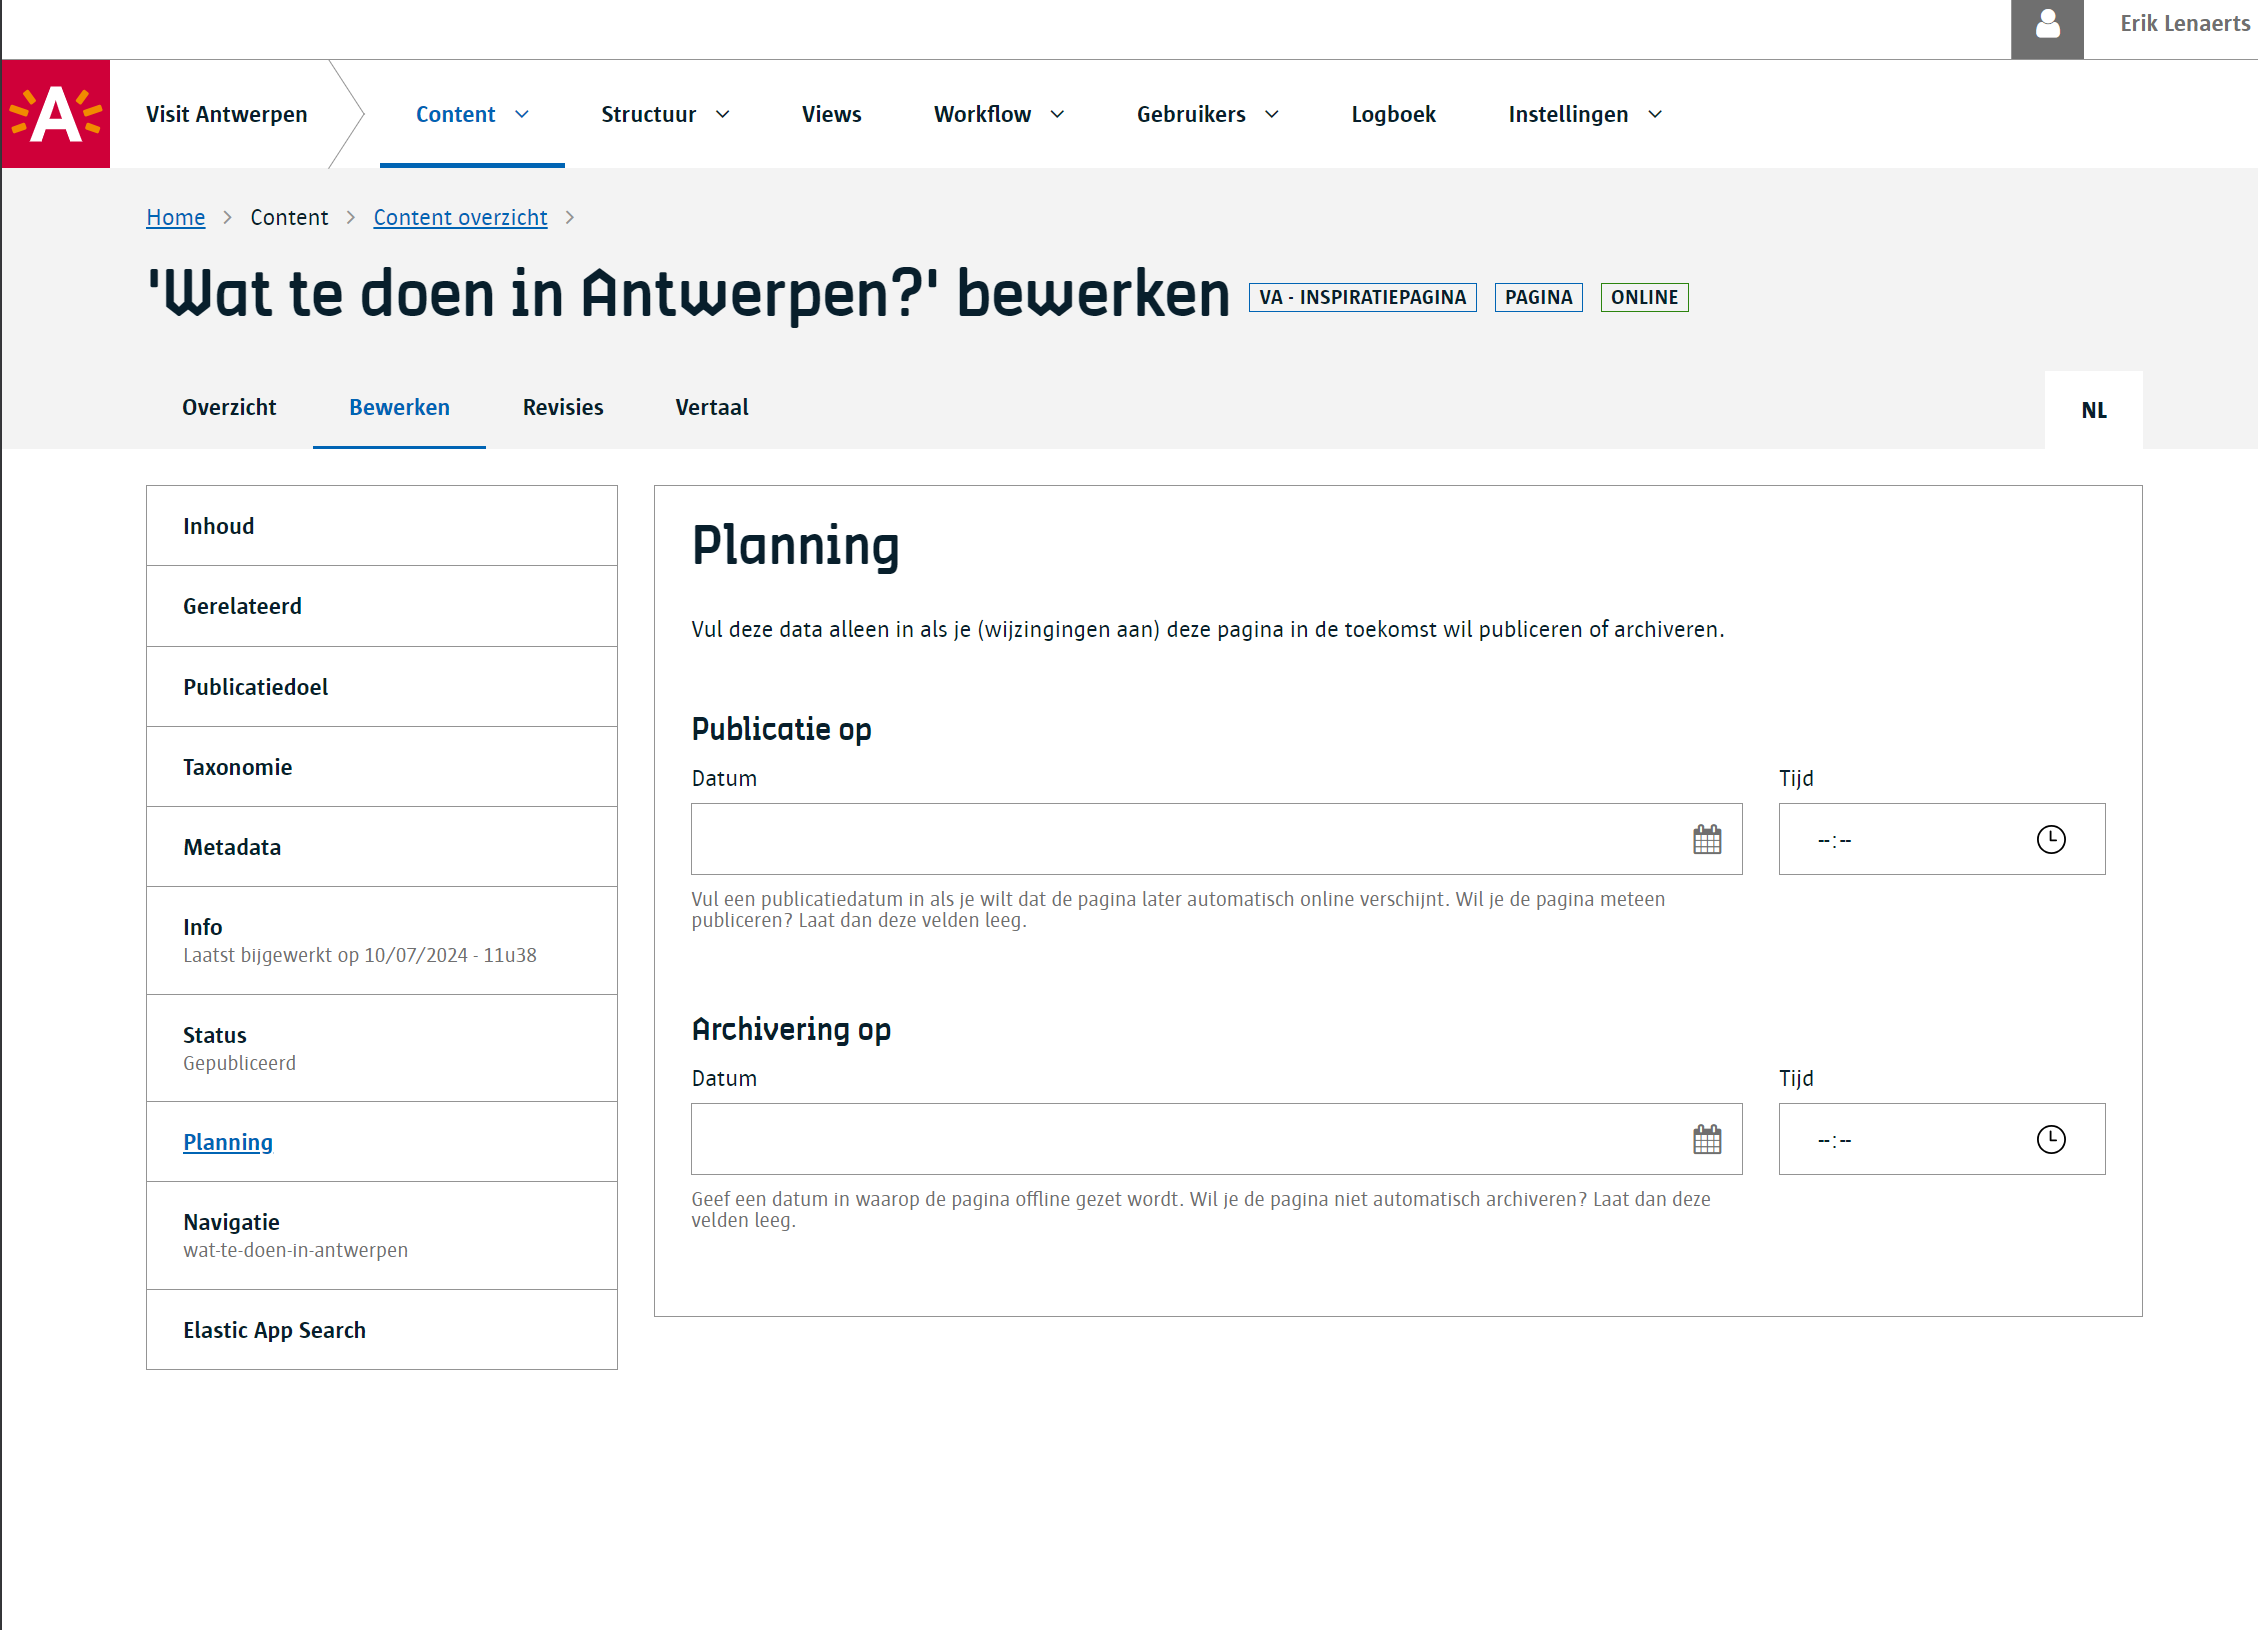 Erik Lenaerts
A
Visit Antwerpen
Content
Structuur
Views
Workflow
Gebruikers
Logboek
Instellingen
Home > Content > Content overzicht >
'Wat te doen in Antwerpen?' bewerken
VA - INSPIRATIEPAGINA
PAGINA
ONLINE
Overzicht
Bewerken
Revisies
Vertaal
NL
Inhoud
Gerelateerd
Publicatiedoel
Taxonomie
Metadata
Info
Laatst bijgewerkt op 10/07/2024 - 11u38
Status
Gepubliceerd
Planning
Navigatie
wat-te-doen-in-antwerpen
Elastic App Search
Planning
Vul deze data alleen in als je (wijzingingen aan) deze pagina in de toekomst wil publiceren of archiveren.
Publicatie op
Datum
Tijd
--:--
Vul een publicatiedatum in als je wilt dat de pagina later automatisch online verschijnt. Wil je de pagina meteen
publiceren? Laat dan deze velden leeg.
Archivering op
Datum
Tijd
--:--
Geef een datum in waarop de pagina offline gezet wordt. Wil je de pagina niet automatisch archiveren? Laat dan deze
velden leeg.